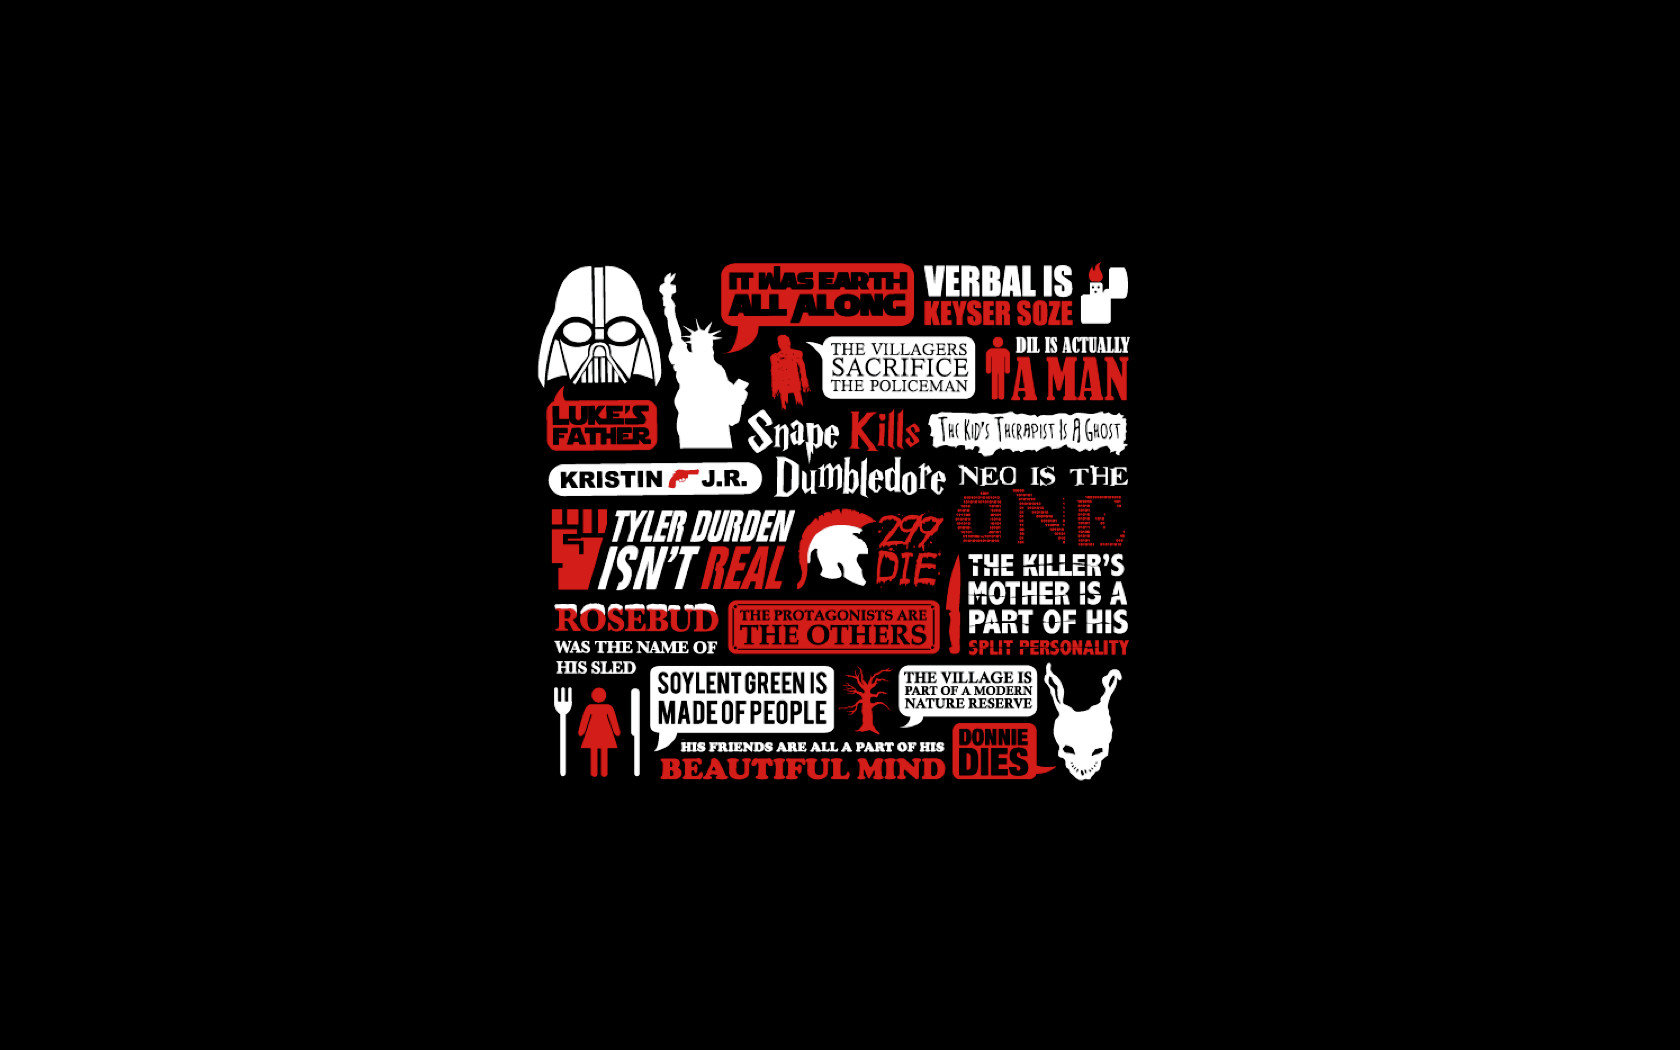 IT WAS EARTH
ALL ALONG
VERBAL IS
KEYSER SOZE
THE VILLAGERS
SACRIFICE
THE POLICEMAN
DIL IS ACTUALLY
A MAN
LUKE'S
FATHER
Snape Kills
Dumbledore
THE KID'S THERAPIST IS A GHOST
KRISTIN J.R.
NEO IS THE
ONE
TYLER DURDEN
ISN'T REAL
299
DIE
THE KILLER'S
MOTHER IS A
PART OF HIS
SPLIT PERSONALITY
ROSEBUD
WAS THE NAME OF
HIS SLED
THE PROTAGONISTS ARE
THE OTHERS
SOYLENT GREEN IS
MADE OF PEOPLE
THE VILLAGE IS
PART OF A MODERN
NATURE RESERVE
HIS FRIENDS ARE ALL A PART OF HIS
BEAUTIFUL MIND
DONNIE
DIES